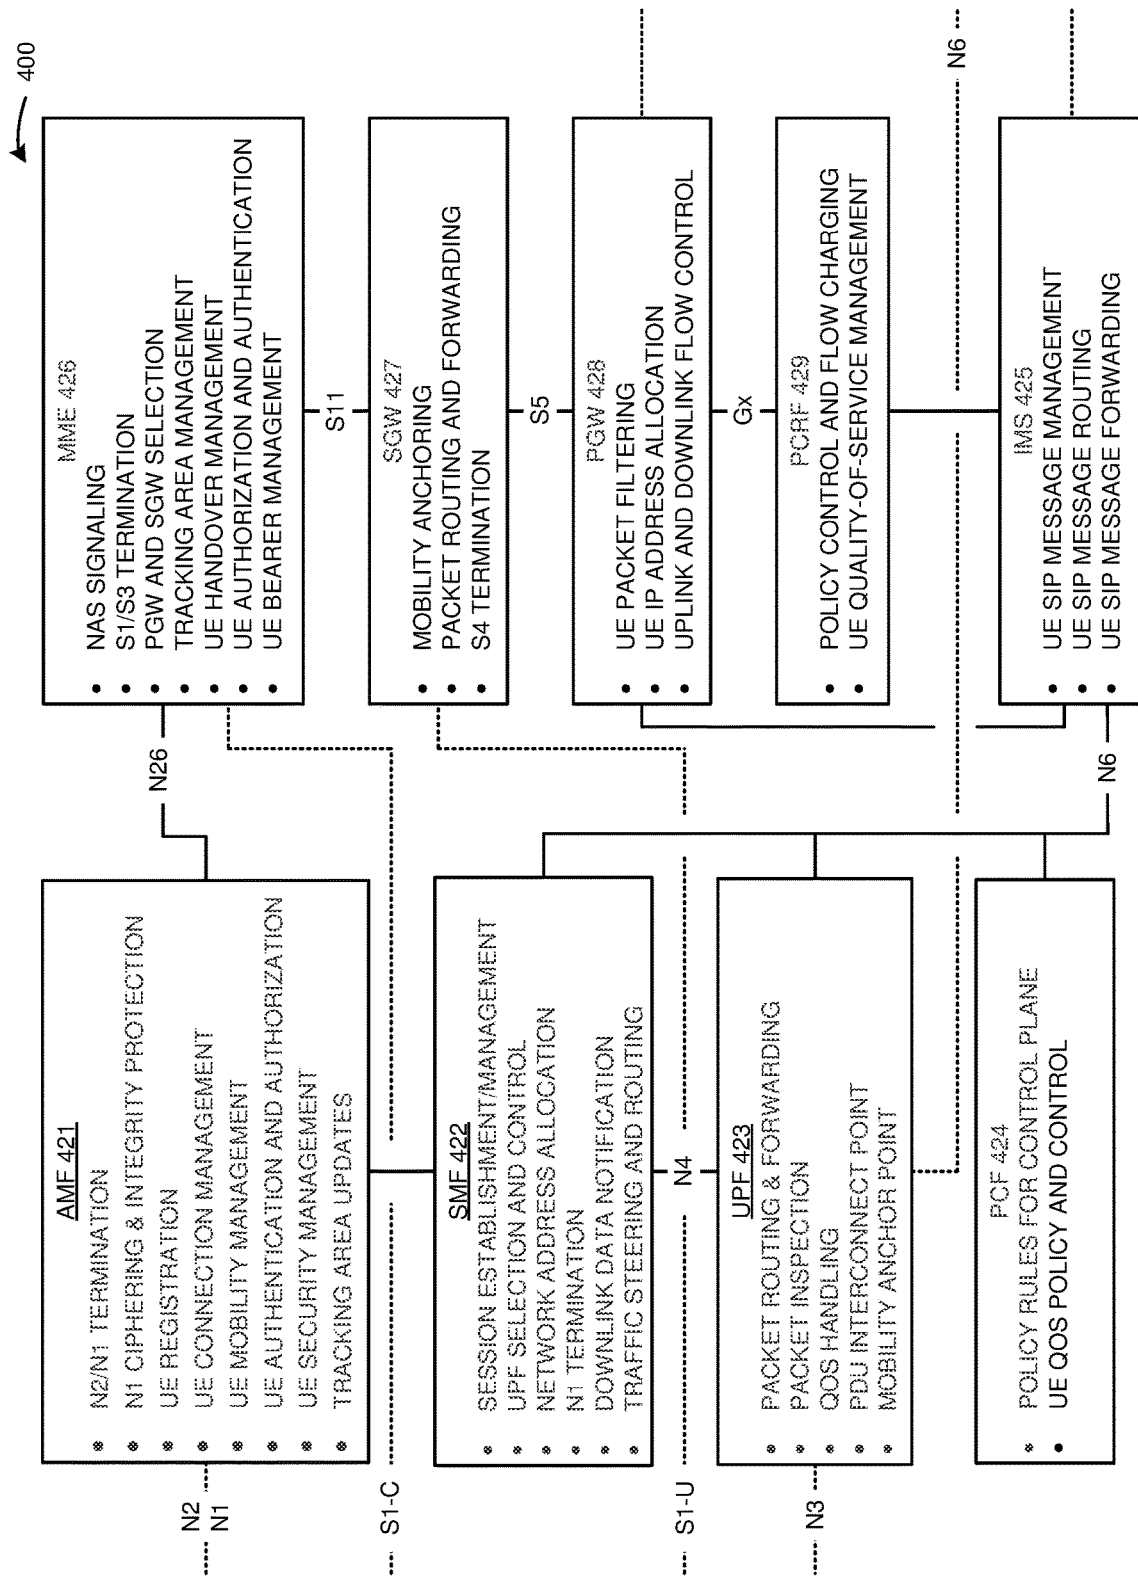 400
MME 426
NAS SIGNALING
S1/S3 TERMINATION
PGW AND SGW SELECTION
TRACKING AREA MANAGEMENT
UE HANDOVER MANAGEMENT
UE AUTHORIZATION AND AUTHENTICATION
UE BEARER MANAGEMENT
S11
SGW 427
MOBILITY ANCHORING
PACKET ROUTING AND FORWARDING
S4 TERMINATION
S5
PGW 428
UE PACKET FILTERING
UE IP ADDRESS ALLOCATION
UPLINK AND DOWNLINK FLOW CONTROL
Gx
PCRF 429
POLICY CONTROL AND FLOW CHARGING
UE QUALITY-OF-SERVICE MANAGEMENT
N6
IMS 425
UE SIP MESSAGE MANAGEMENT
UE SIP MESSAGE ROUTING
UE SIP MESSAGE FORWARDING
N26
N6
AMF 421
N2/N1 TERMINATION
N1 CIPHERING & INTEGRITY PROTECTION
UE REGISTRATION
UE CONNECTION MANAGEMENT
UE MOBILITY MANAGEMENT
UE AUTHENTICATION AND AUTHORIZATION
UE SECURITY MANAGEMENT
TRACKING AREA UPDATES
SMF 422
SESSION ESTABLISHMENT/MANAGEMENT
UPF SELECTION AND CONTROL
NETWORK ADDRESS ALLOCATION
N1 TERMINATION
DOWNLINK DATA NOTIFICATION
TRAFFIC STEERING AND ROUTING
N4
UPF 423
PACKET ROUTING & FORWARDING
PACKET INSPECTION
QOS HANDLING
PDU INTERCONNECT POINT
MOBILITY ANCHOR POINT
PCF 424
POLICY RULES FOR CONTROL PLANE
UE QOS POLICY AND CONTROL
N2
N1
S1-C
S1-U
N3